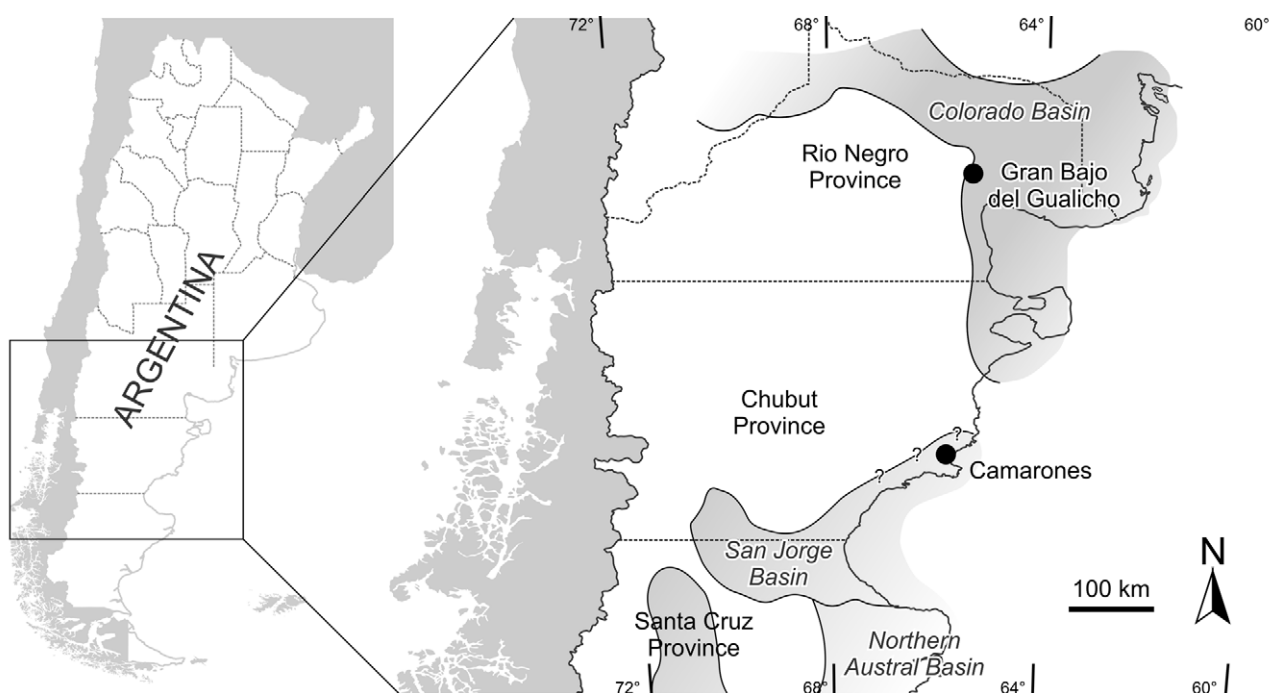 72°
68°
64°
60°
Colorado Basin
Rio Negro
Province
Gran Bajo
del Gualicho
ARGENTINA
Chubut
Province
?
?
?
Camarones
San Jorge
Basin
N
100 km
Santa Cruz
Province
Northern
Austral Basin
72°
68°
64°
60°